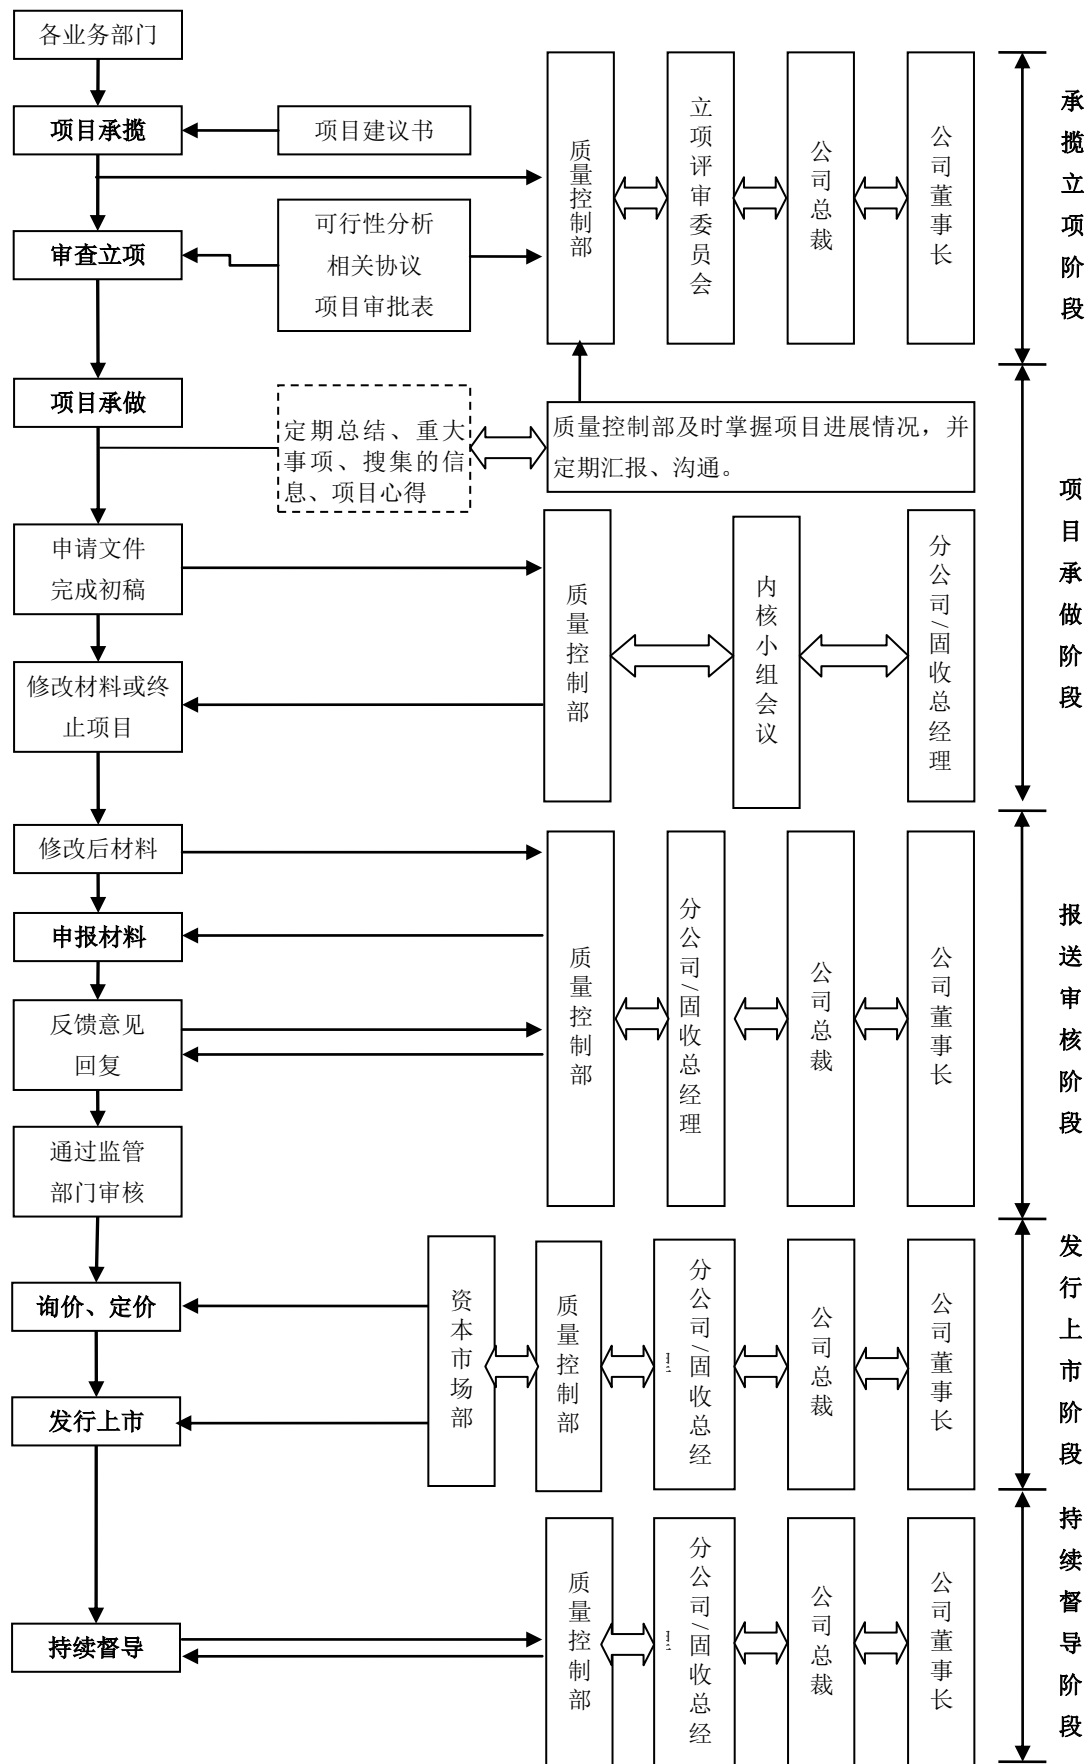 各业务部门
项目承揽
项目建议书
审查立项
可行性分析
相关协议
项目审批表
质量控制部
立项评审委员会
公司总裁
公司董事长
承揽立项阶段
项目承做
定期总结、重大
事项、搜集的信
息、项目心得
质量控制部及时掌握项目进展情况，并
定期汇报、沟通。
申请文件
完成初稿
修改材料或终
止项目
质量控制部
内核小组会议
分公司/固收总经理
项目承做阶段
修改后材料
申报材料
反馈意见
回复
通过监管
部门审核
质量控制部
分公司/固收总经理
公司总裁
公司董事长
报送审核阶段
询价、定价
发行上市
资本市场部
质量控制部
分公司/固收总经
理
公司总裁
公司董事长
发行上市阶段
持续督导
质量控制部
分公司/固收总经
理
公司总裁
公司董事长
持续督导阶段